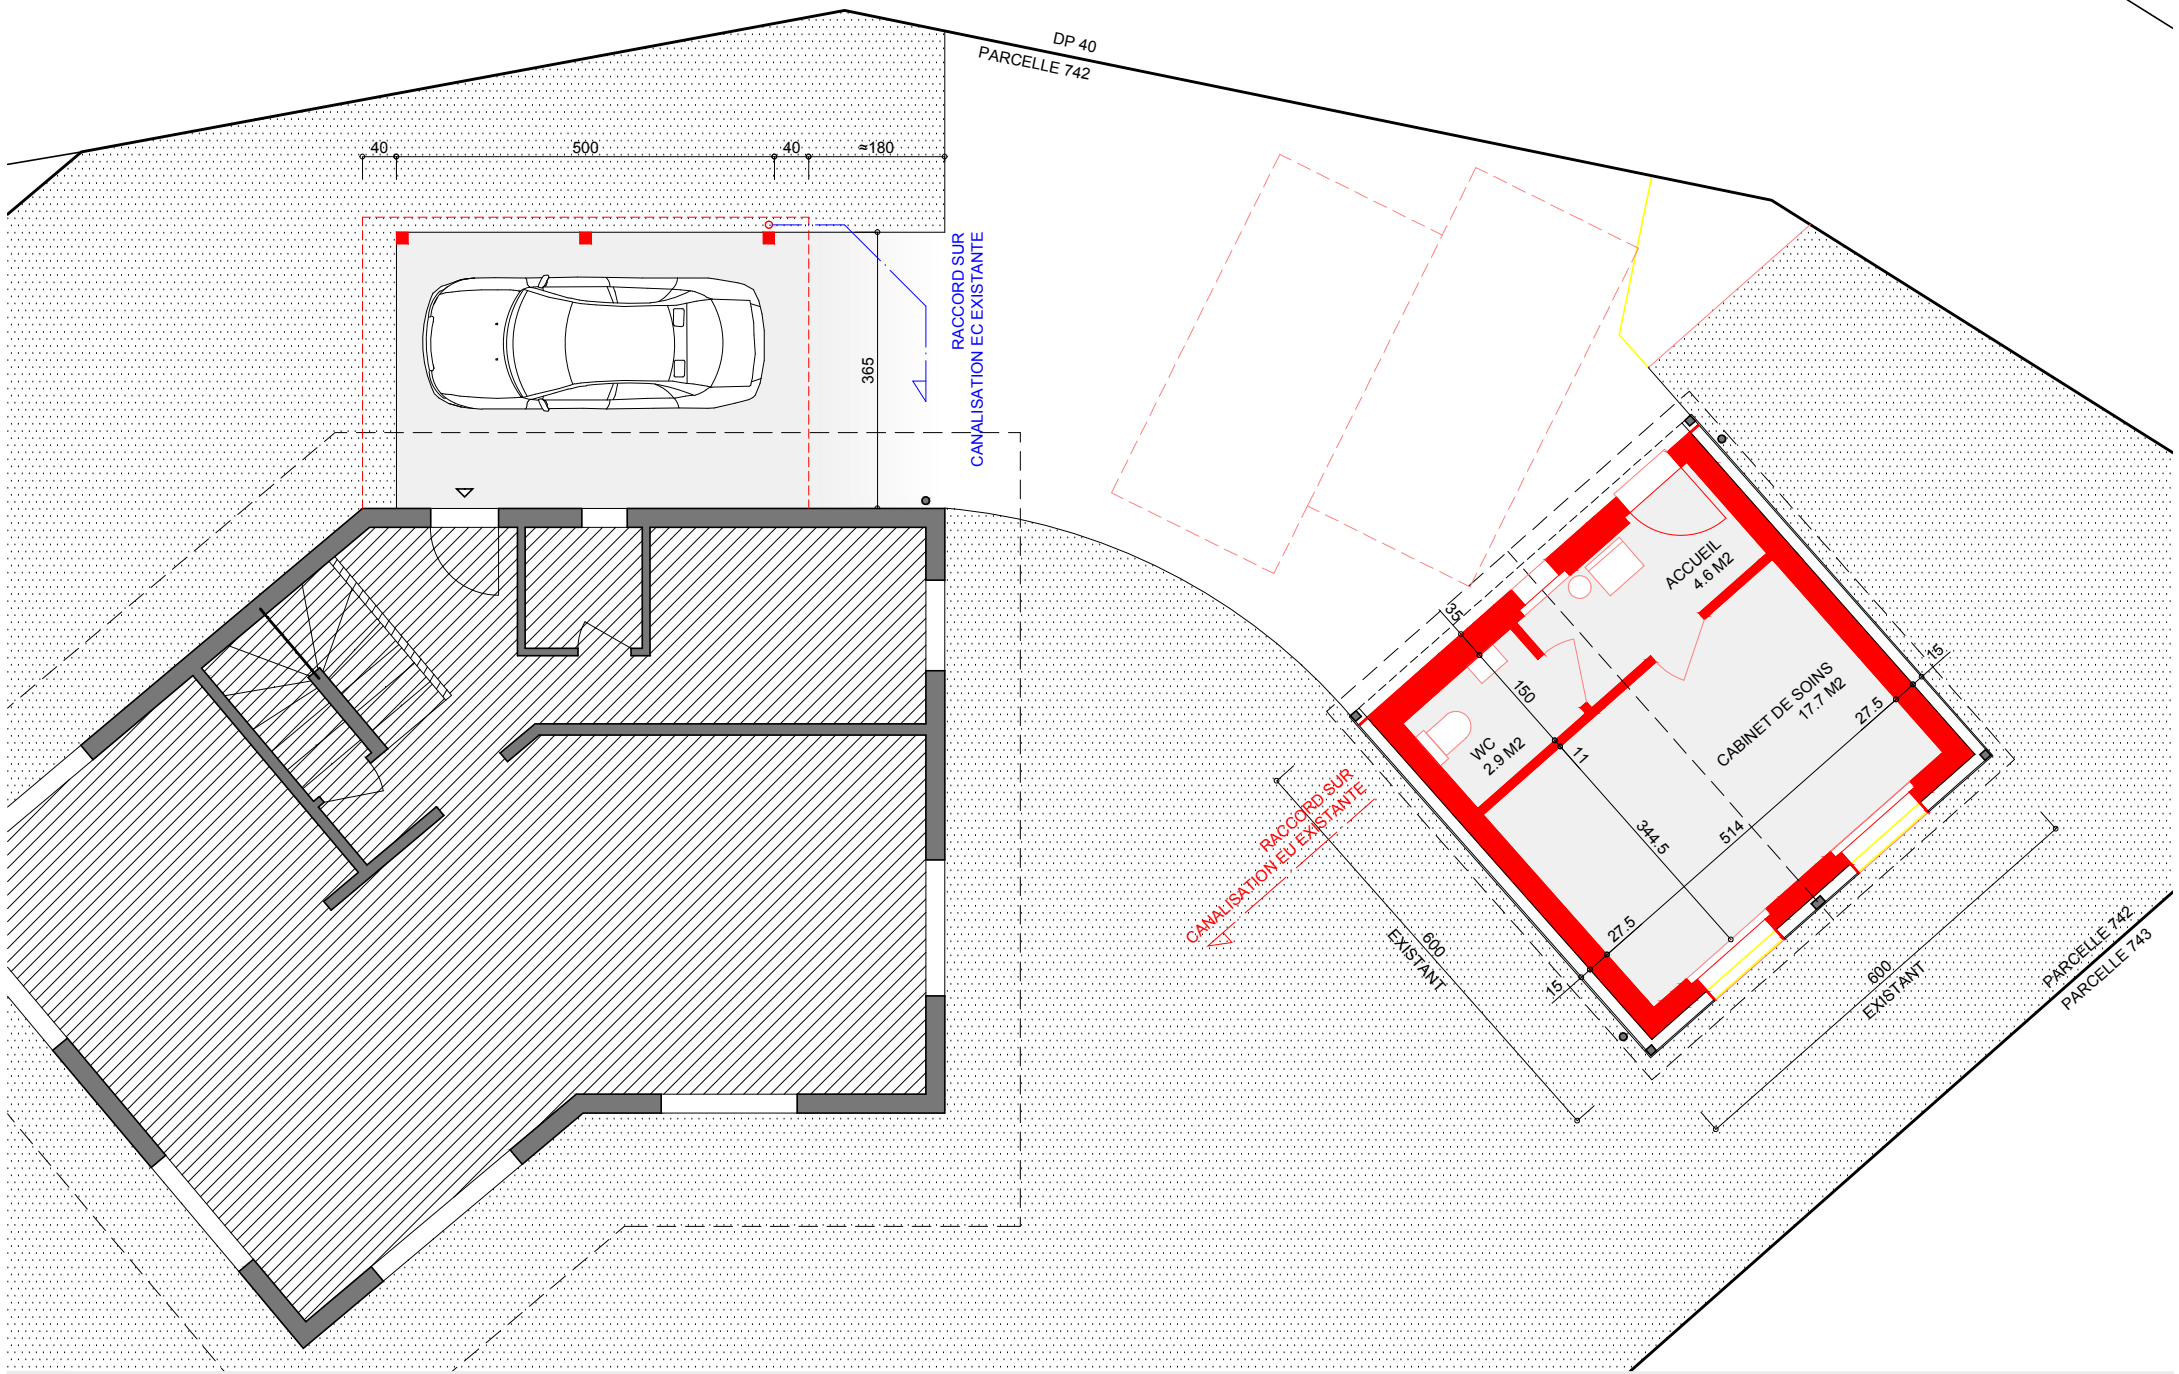 DP 40
PARCELLE 742
40
500
40
≈180
RACCORD SUR
CANALISATION EC EXISTANTE
365
ACCUEIL
4.6 M2
35
150
11
WC
2.9 M2
CABINET DE SOINS
17.7 M2
15
27.5
514
344.5
27.5
15
RACCORD SUR
CANALISATION EU EXISTANTE
600
EXISTANT
600
EXISTANT
PARCELLE 742
PARCELLE 743